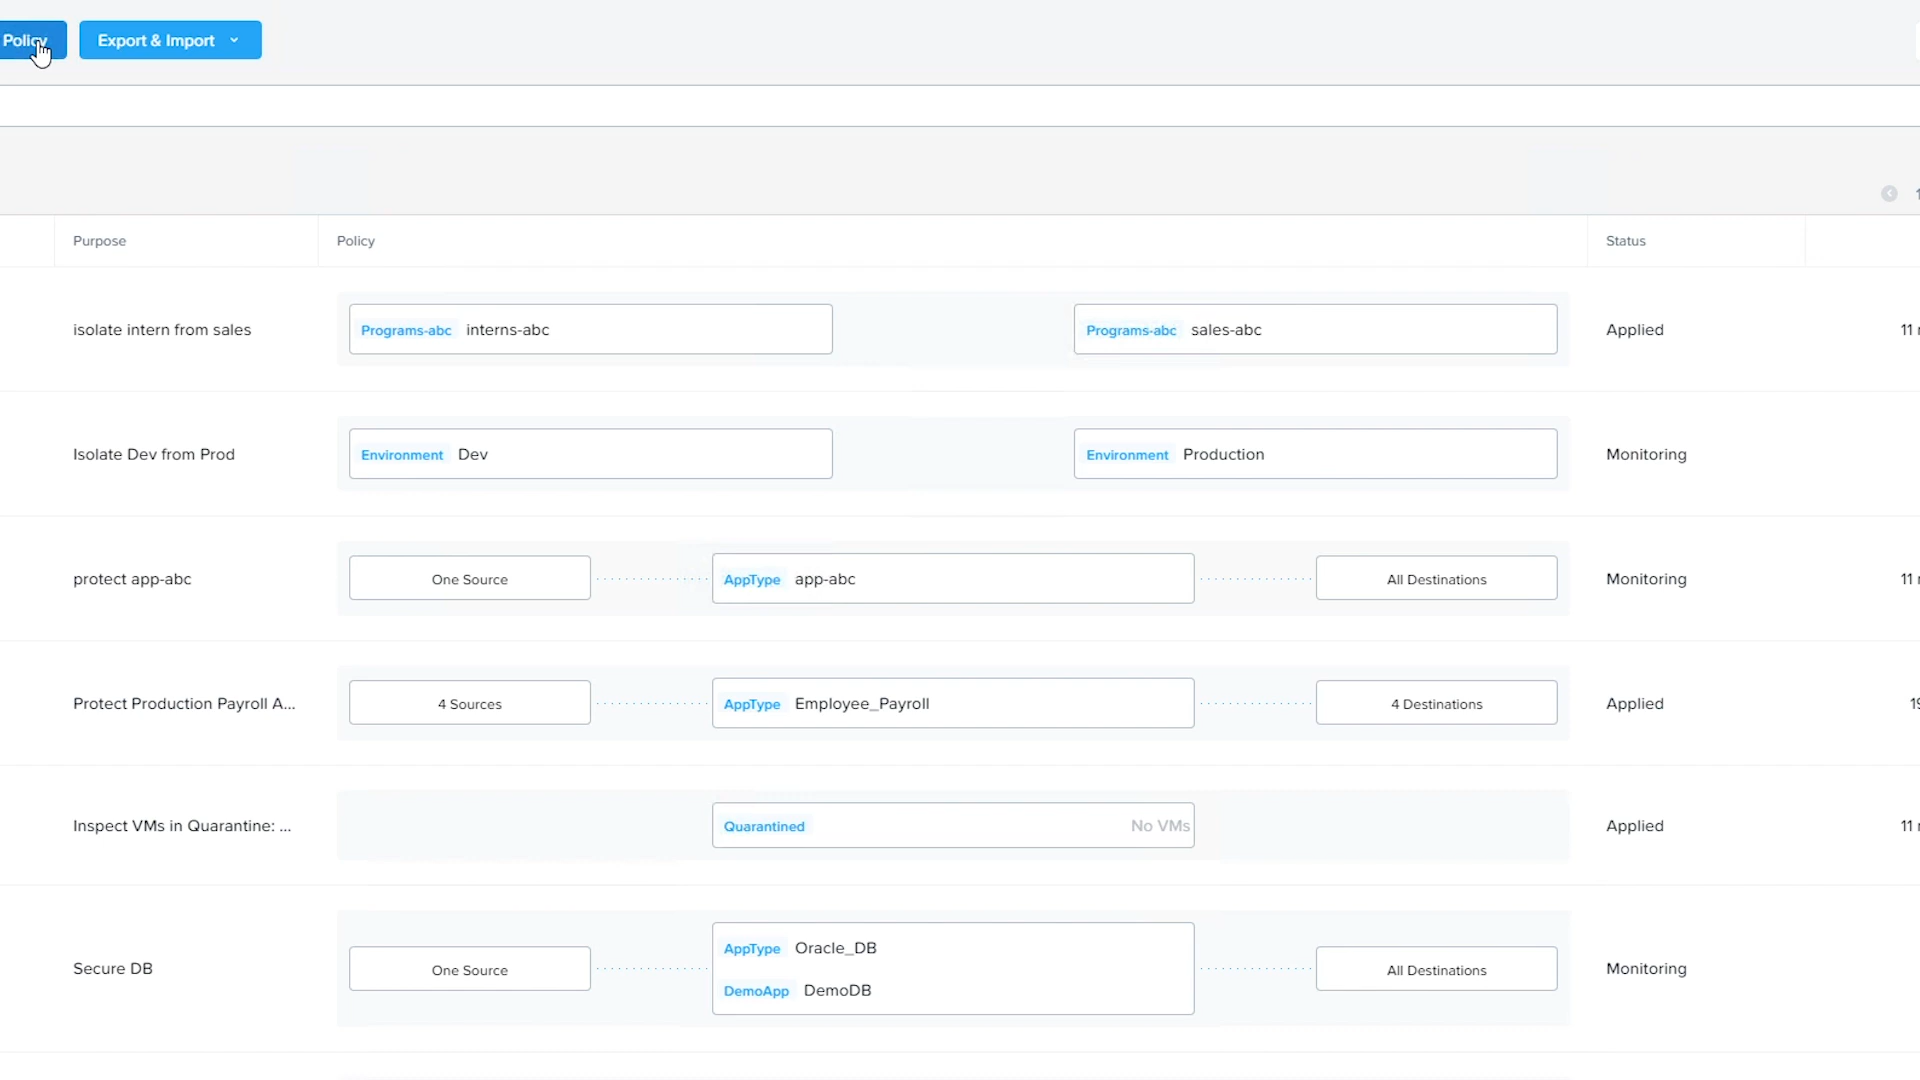 Policy
Export & Import
Purpose
Policy
Status
isolate intern from sales
Programs-abc interns-abc
Programs-abc sales-abc
Applied
11
Isolate Dev from Prod
Environment Dev
Environment Production
Monitoring
protect app-abc
One Source
AppType app-abc
All Destinations
Monitoring
11
Protect Production Payroll A...
4 Sources
AppType Employee_Payroll
4 Destinations
Applied
Inspect VMs in Quarantine: ...
Quarantined
No VMs
Applied
11
Secure DB
One Source
AppType Oracle_DB
DemoApp DemoDB
All Destinations
Monitoring